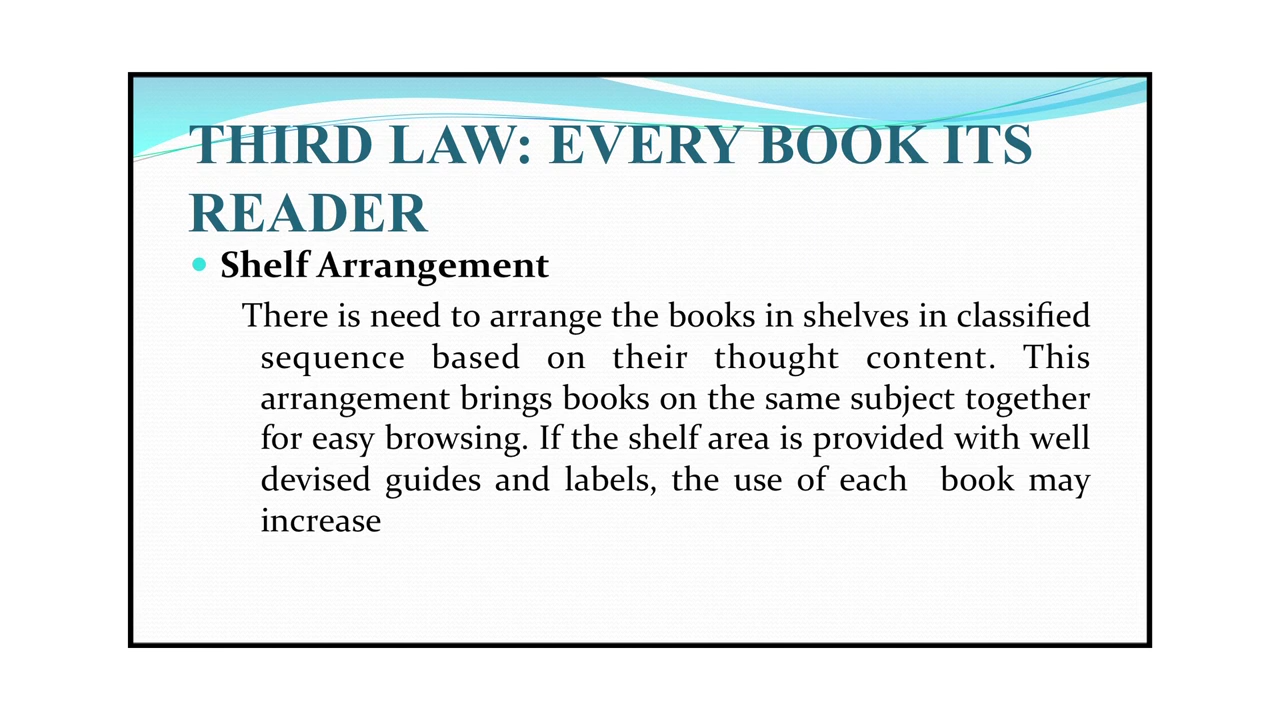 THIRD LAW: EVERY BOOK ITS
READER
• Shelf Arrangement
There is need to arrange the books in shelves in classified
sequence based on their thought content. This
arrangement brings books on the same subject together
for easy browsing. If the shelf area is provided with well
devised guides and labels, the use of each book may
increase